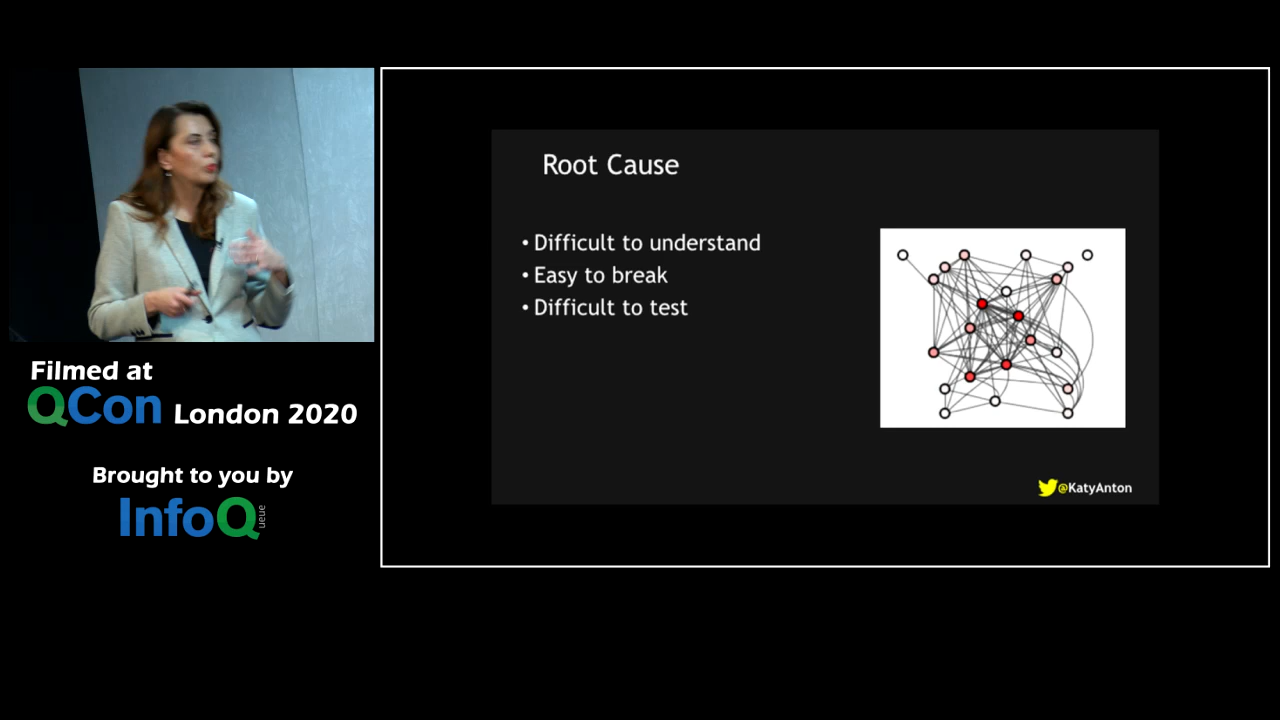 Root Cause
• Difficult to understand
• Easy to break
• Difficult to test
@KatyAnton
Filmed at
QCon London 2020
Brought to you by
InfoQ
ueue